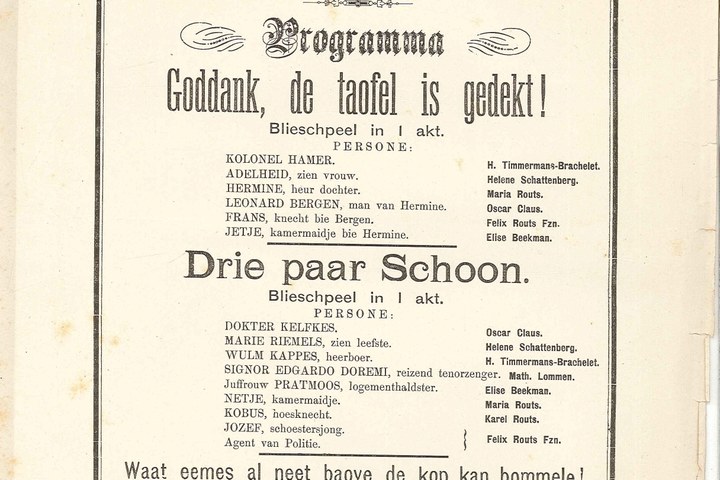 Programma
Goddank, de taofel is gedekt!
Blieschpeel in I akt.
PERSONE:
KOLONEL HAMER. H. Timmermans-Brachelet.
ADELHEID, zien vrouw. Helene Schattenberg.
HERMINE, heur dochter. Maria Routs.
LEONARD BERGEN, man van Hermine. Oscar Claus.
FRANS, knecht bie Bergen. Felix Routs Fzn.
JETJE, kamermaidje bie Hermine. Elise Beekman.
Drie paar Schoon.
Blieschpeel in I akt.
PERSONE:
DOKTER KELFKES. Oscar Claus.
MARIE RIEMELS, zien leefste. Helene Schattenberg.
WULM KAPPES, heerboer. H. Timmermans-Brachelet.
SIGNOR EDGARDO DOREMI, reizend tenorzenger. Math. Lommen.
Juffrouw PRATMOOS, logementhaldster. Elise Beekman.
NETJE, kamermaidje. Maria Routs.
KOBUS, hoesknecht. Karel Routs.
JOZEF, schoestersjong.
Agent van Politie. } Felix Routs Fzn.
Waat eemes al neet baove de kop kan bommele!